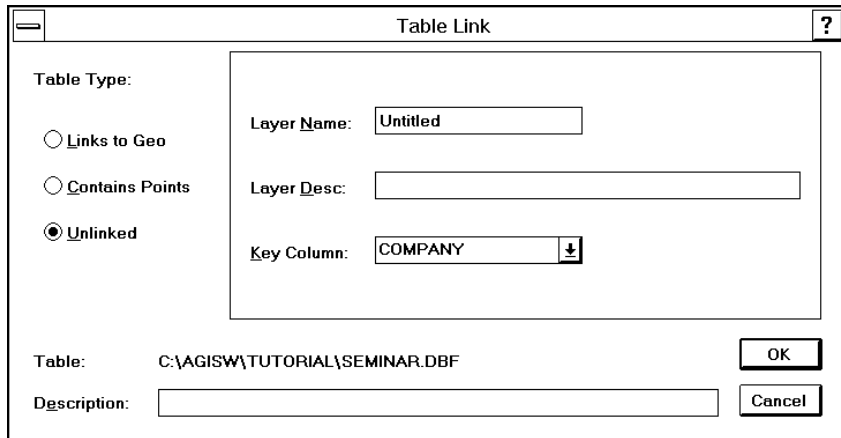 Table Link
?
Table Type:
Links to Geo
Contains Points
Unlinked
Layer Name: Untitled
Layer Desc:
Key Column: COMPANY
Table: C:\AGISW\TUTORIAL\SEMINAR.DBF
OK
Description:
Cancel